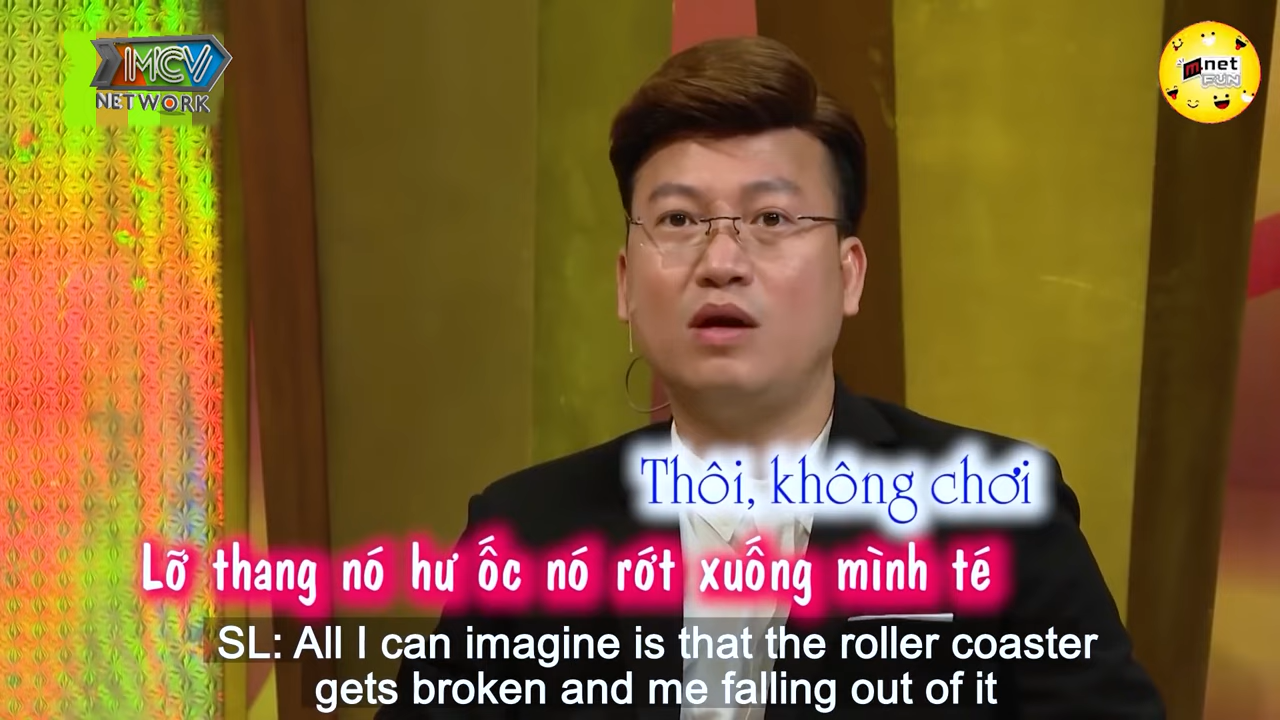 MCV
NETWORK
m.net
FUN
Thôi, không chơi
Lỡ thang nó hư ốc nó rớt xuống mình té
SL: All I can imagine is that the roller coaster
gets broken and me falling out of it